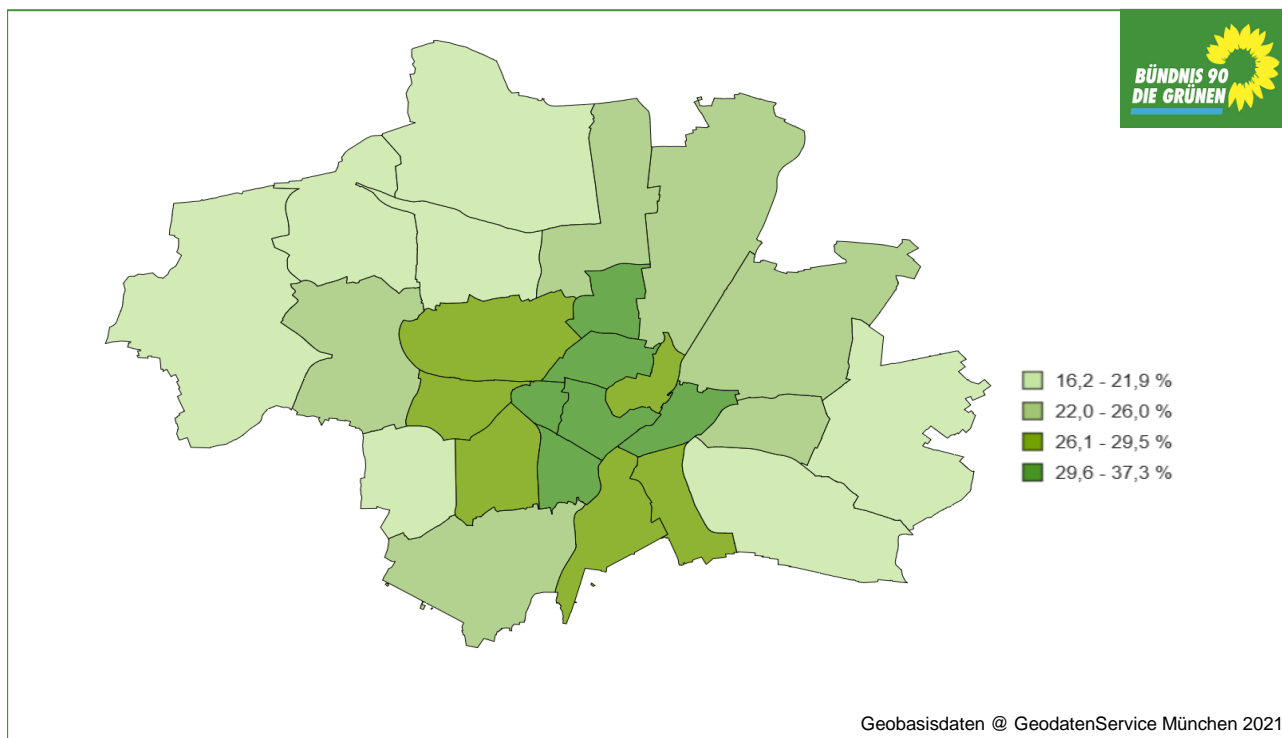 BÜNDNIS 90
DIE GRÜNEN
16,2 - 21,9 %
22,0 - 26,0 %
26,1 - 29,5 %
29,6 - 37,3 %
Geobasisdaten @ GeodatenService München 2021